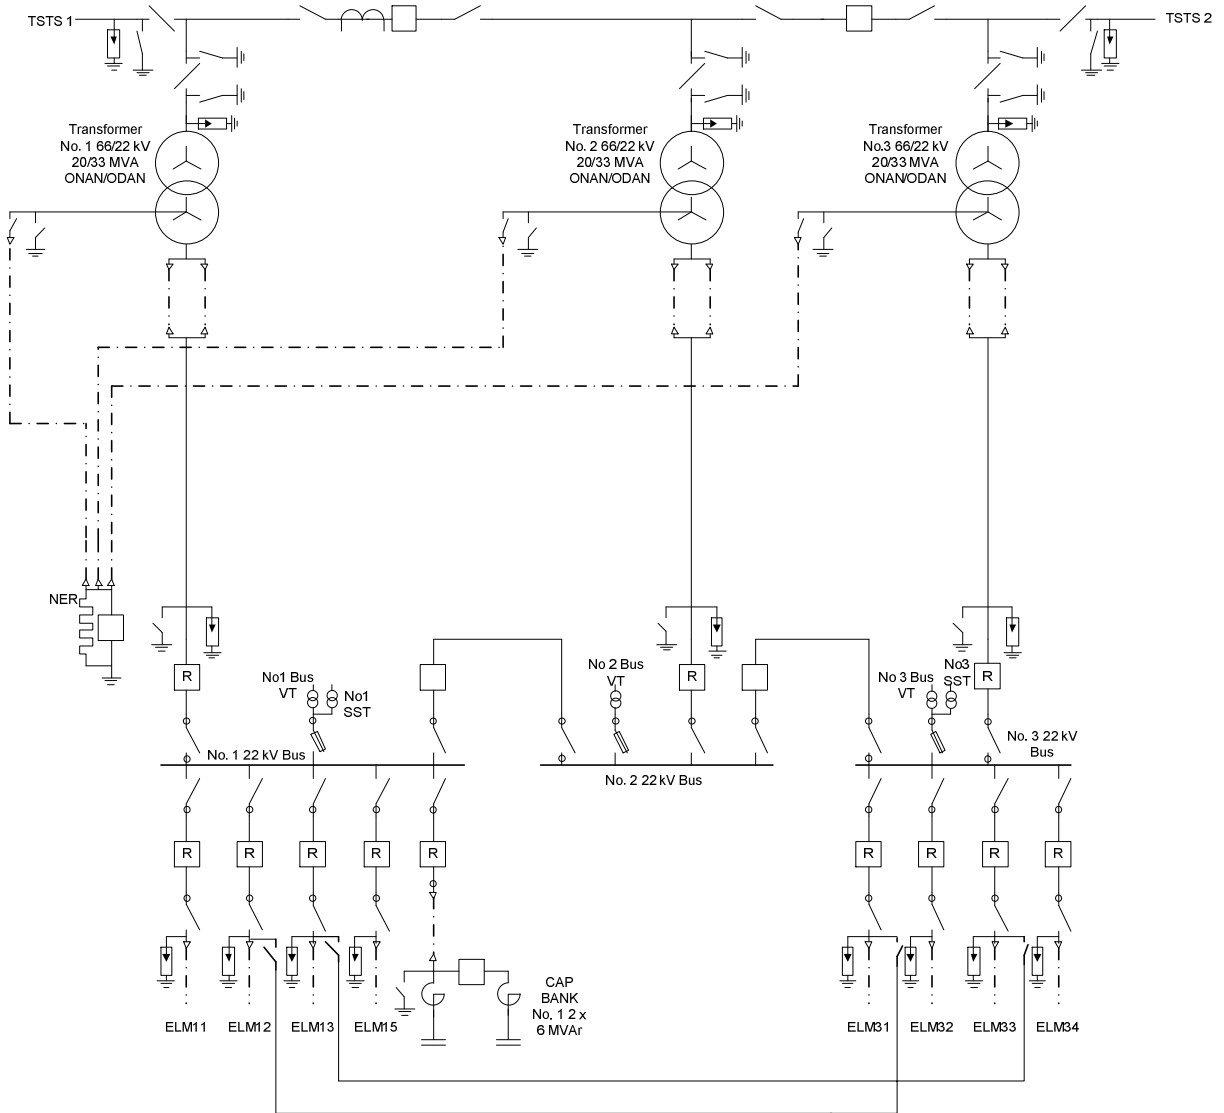 TSTS 1
TSTS 2
Transformer
No. 1 66/22 kV
20/33 MVA
ONAN/ODAN
Transformer
No. 2 66/22 kV
20/33 MVA
ONAN/ODAN
Transformer
No.3 66/22 kV
20/33 MVA
ONAN/ODAN
NER
R
No1 Bus
VT
No1
SST
No 2 Bus
VT
R
No 3 Bus
VT
No3
SST
R
No. 1 22 kV Bus
No. 2 22 kV Bus
No. 3 22 kV
Bus
R
R
R
R
R
R
R
R
R
CAP
BANK
No. 1 2 x
6 MVAr
ELM11
ELM12
ELM13
ELM15
ELM31
ELM32
ELM33
ELM34